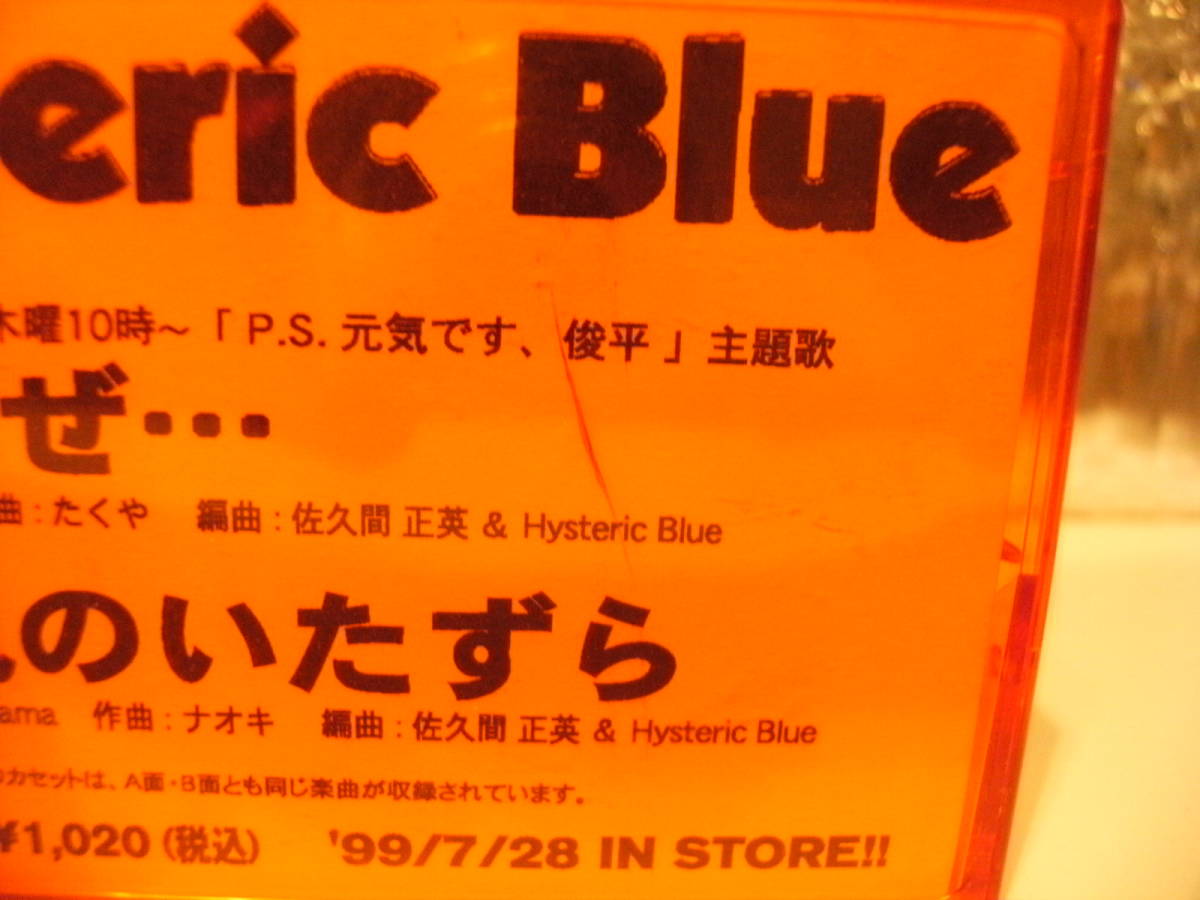 eric Blue
木曜10時～「P.S.元気です、俊平」主題歌
ぜ…
曲:たくや 編曲:佐久間 正英 & Hysteric Blue
のいたずら
ama 作曲:ナオキ 編曲:佐久間 正英 & Hysteric Blue
のカセットは、A面・B面とも同じ楽曲が収録されています。
¥1,020(税込) '99/7/28 IN STORE!!